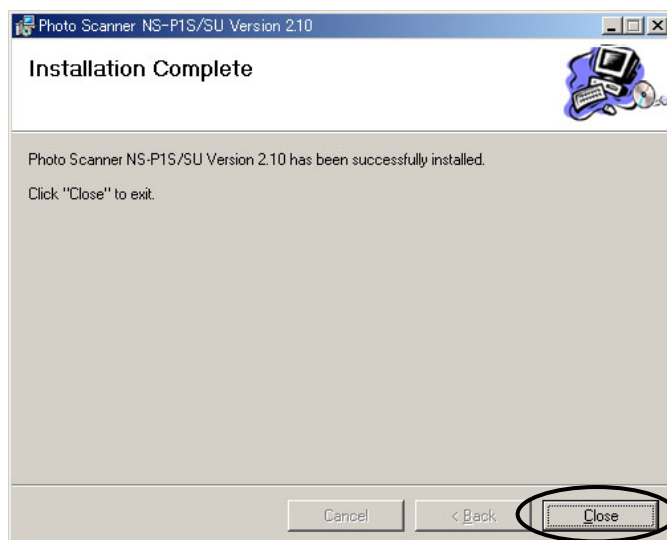 Photo Scanner NS-P1S/SU Version 2.10
Installation Complete
Photo Scanner NS-P1S/SU Version 2.10 has been successfully installed.
Click "Close" to exit.
Cancel < Back Close